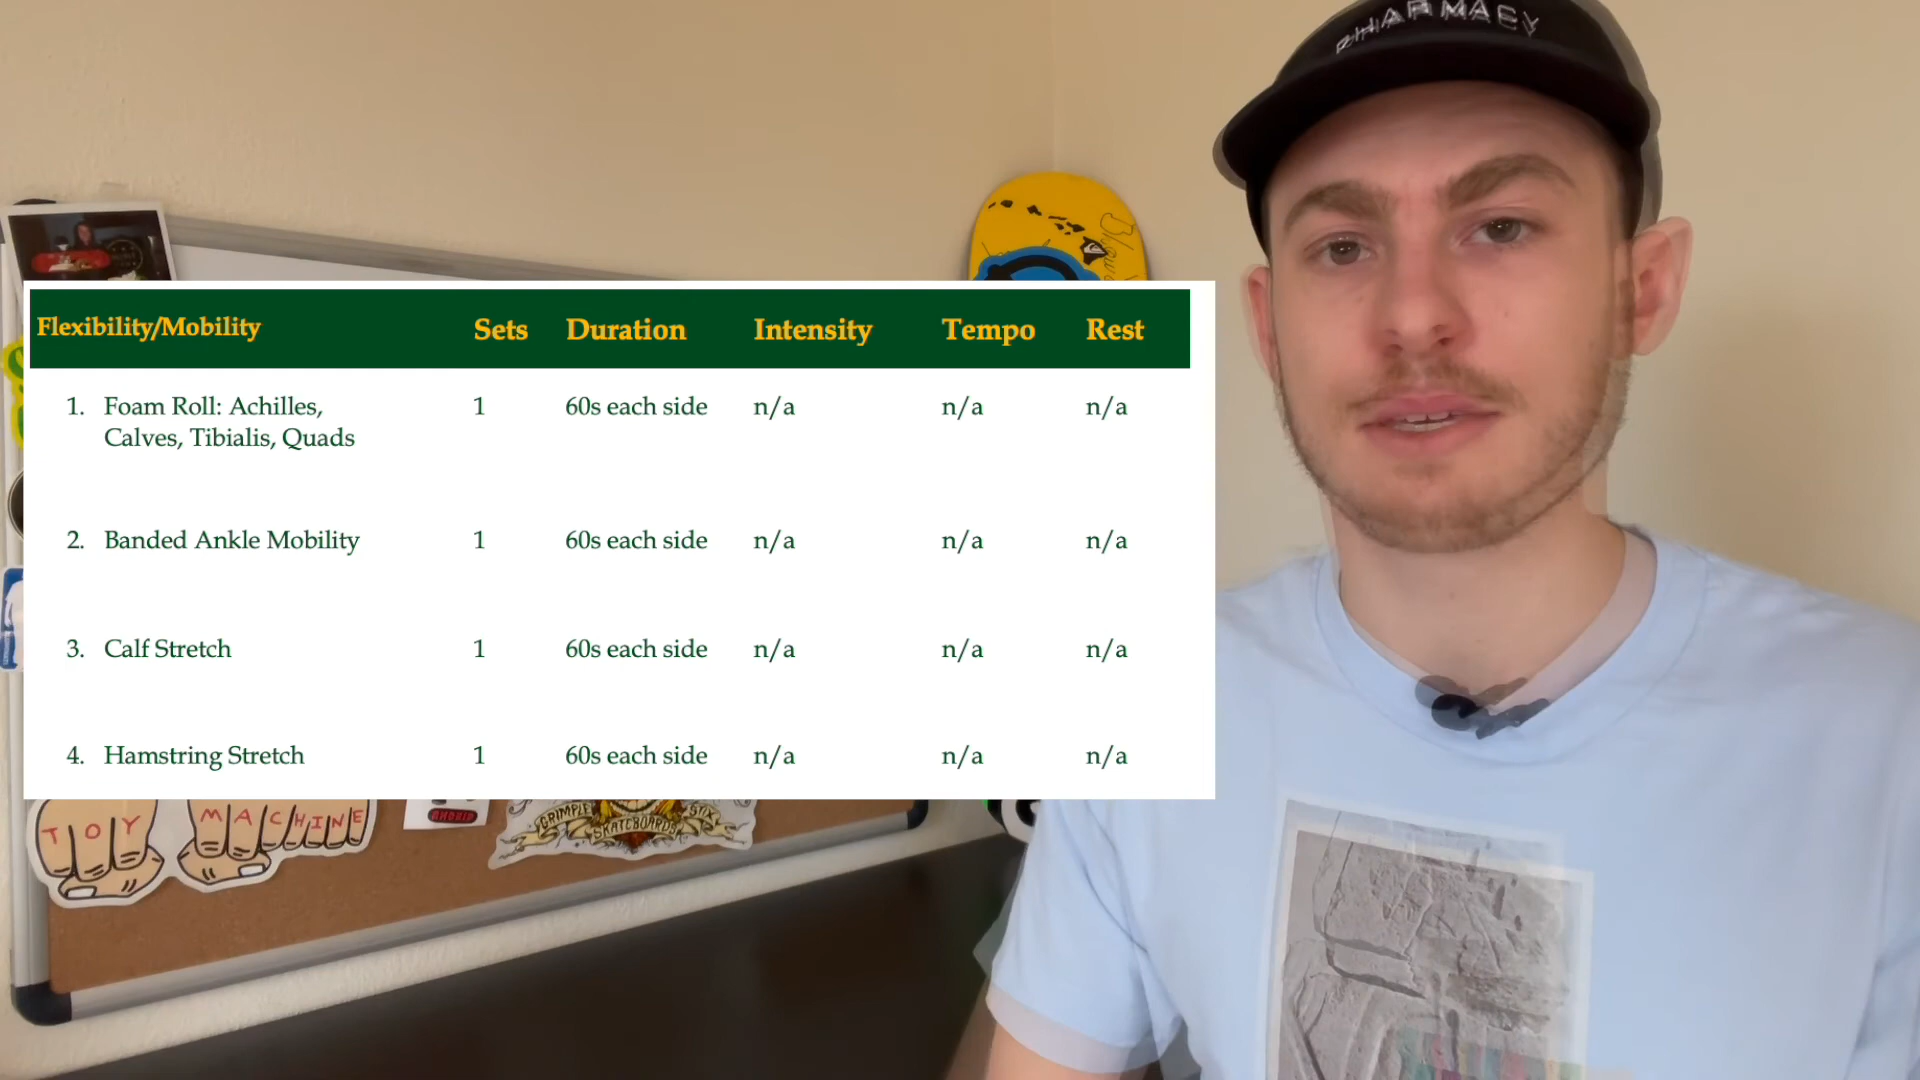 PHARMACY
Flexibility/Mobility Sets Duration Intensity Tempo Rest
1. Foam Roll: Achilles, 1 60s each side n/a n/a n/a
Calves, Tibialis, Quads
2. Banded Ankle Mobility 1 60s each side n/a n/a n/a
3. Calf Stretch 1 60s each side n/a n/a n/a
4. Hamstring Stretch 1 60s each side n/a n/a n/a
TOY MACHINE
GRIMPLE STIX
SKATEBOARDS